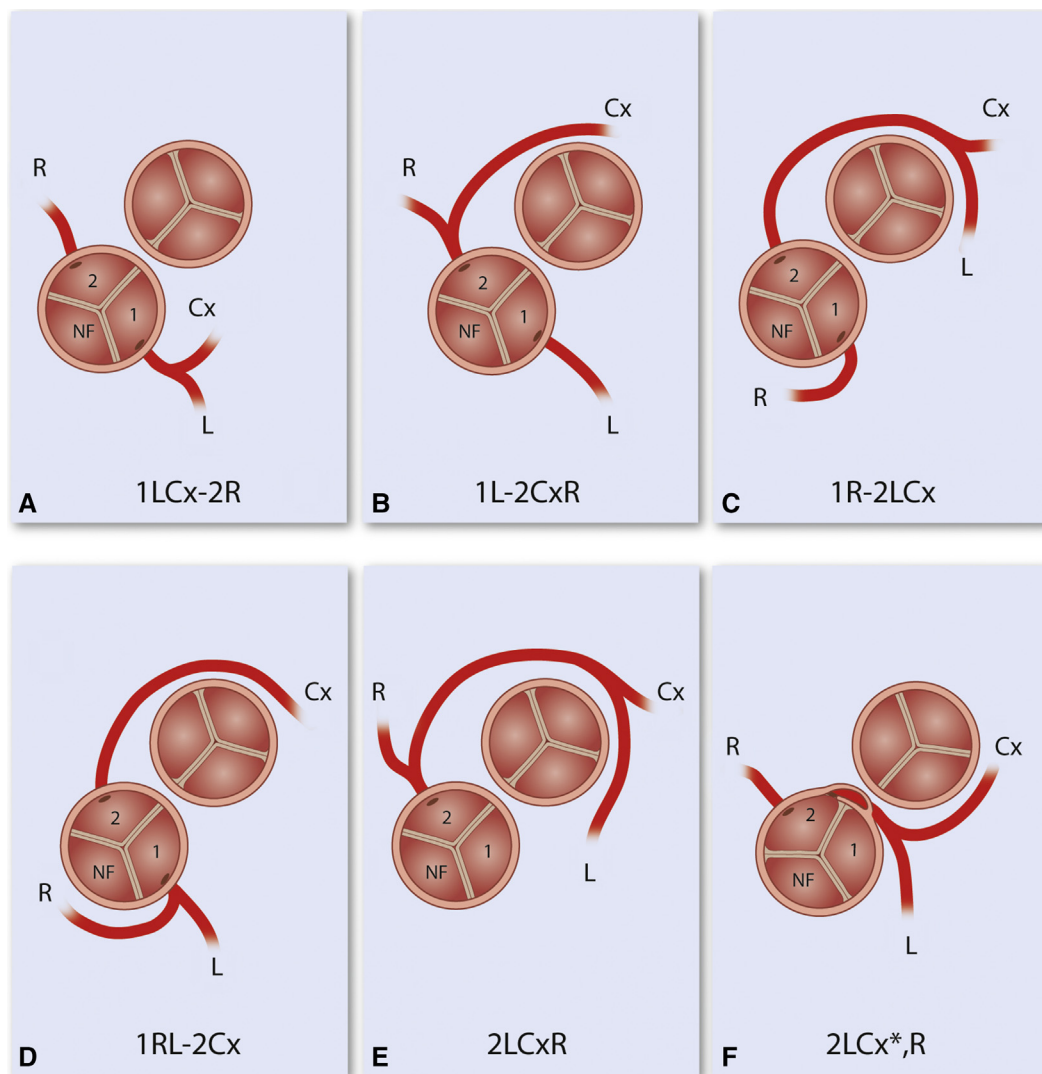 R
2
1
NF
Cx
L
A
1LCx-2R
Cx
R
2
1
NF
L
B
1L-2CxR
Cx
L
2
1
NF
R
C
1R-2LCx
Cx
2
1
NF
R
L
D
1RL-2Cx
R
Cx
2
1
NF
L
E
2LCxR
R
Cx
2
1
NF
L
F
2LCx*,R